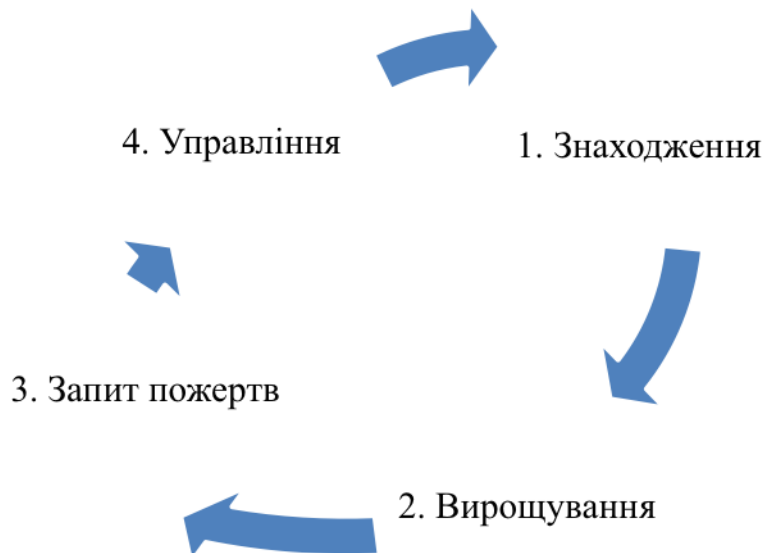 4. Управління
1. Знаходження
3. Запит пожертв
2. Вирощування